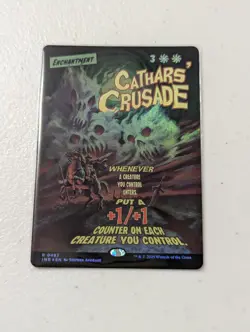 ENCHANTMENT
3
CATHARS'
CRUSADE
WHENEVER
A CREATURE
YOU CONTROL
ENTERS,
PUT A
+1/+1
COUNTER ON EACH
CREATURE YOU CONTROL.